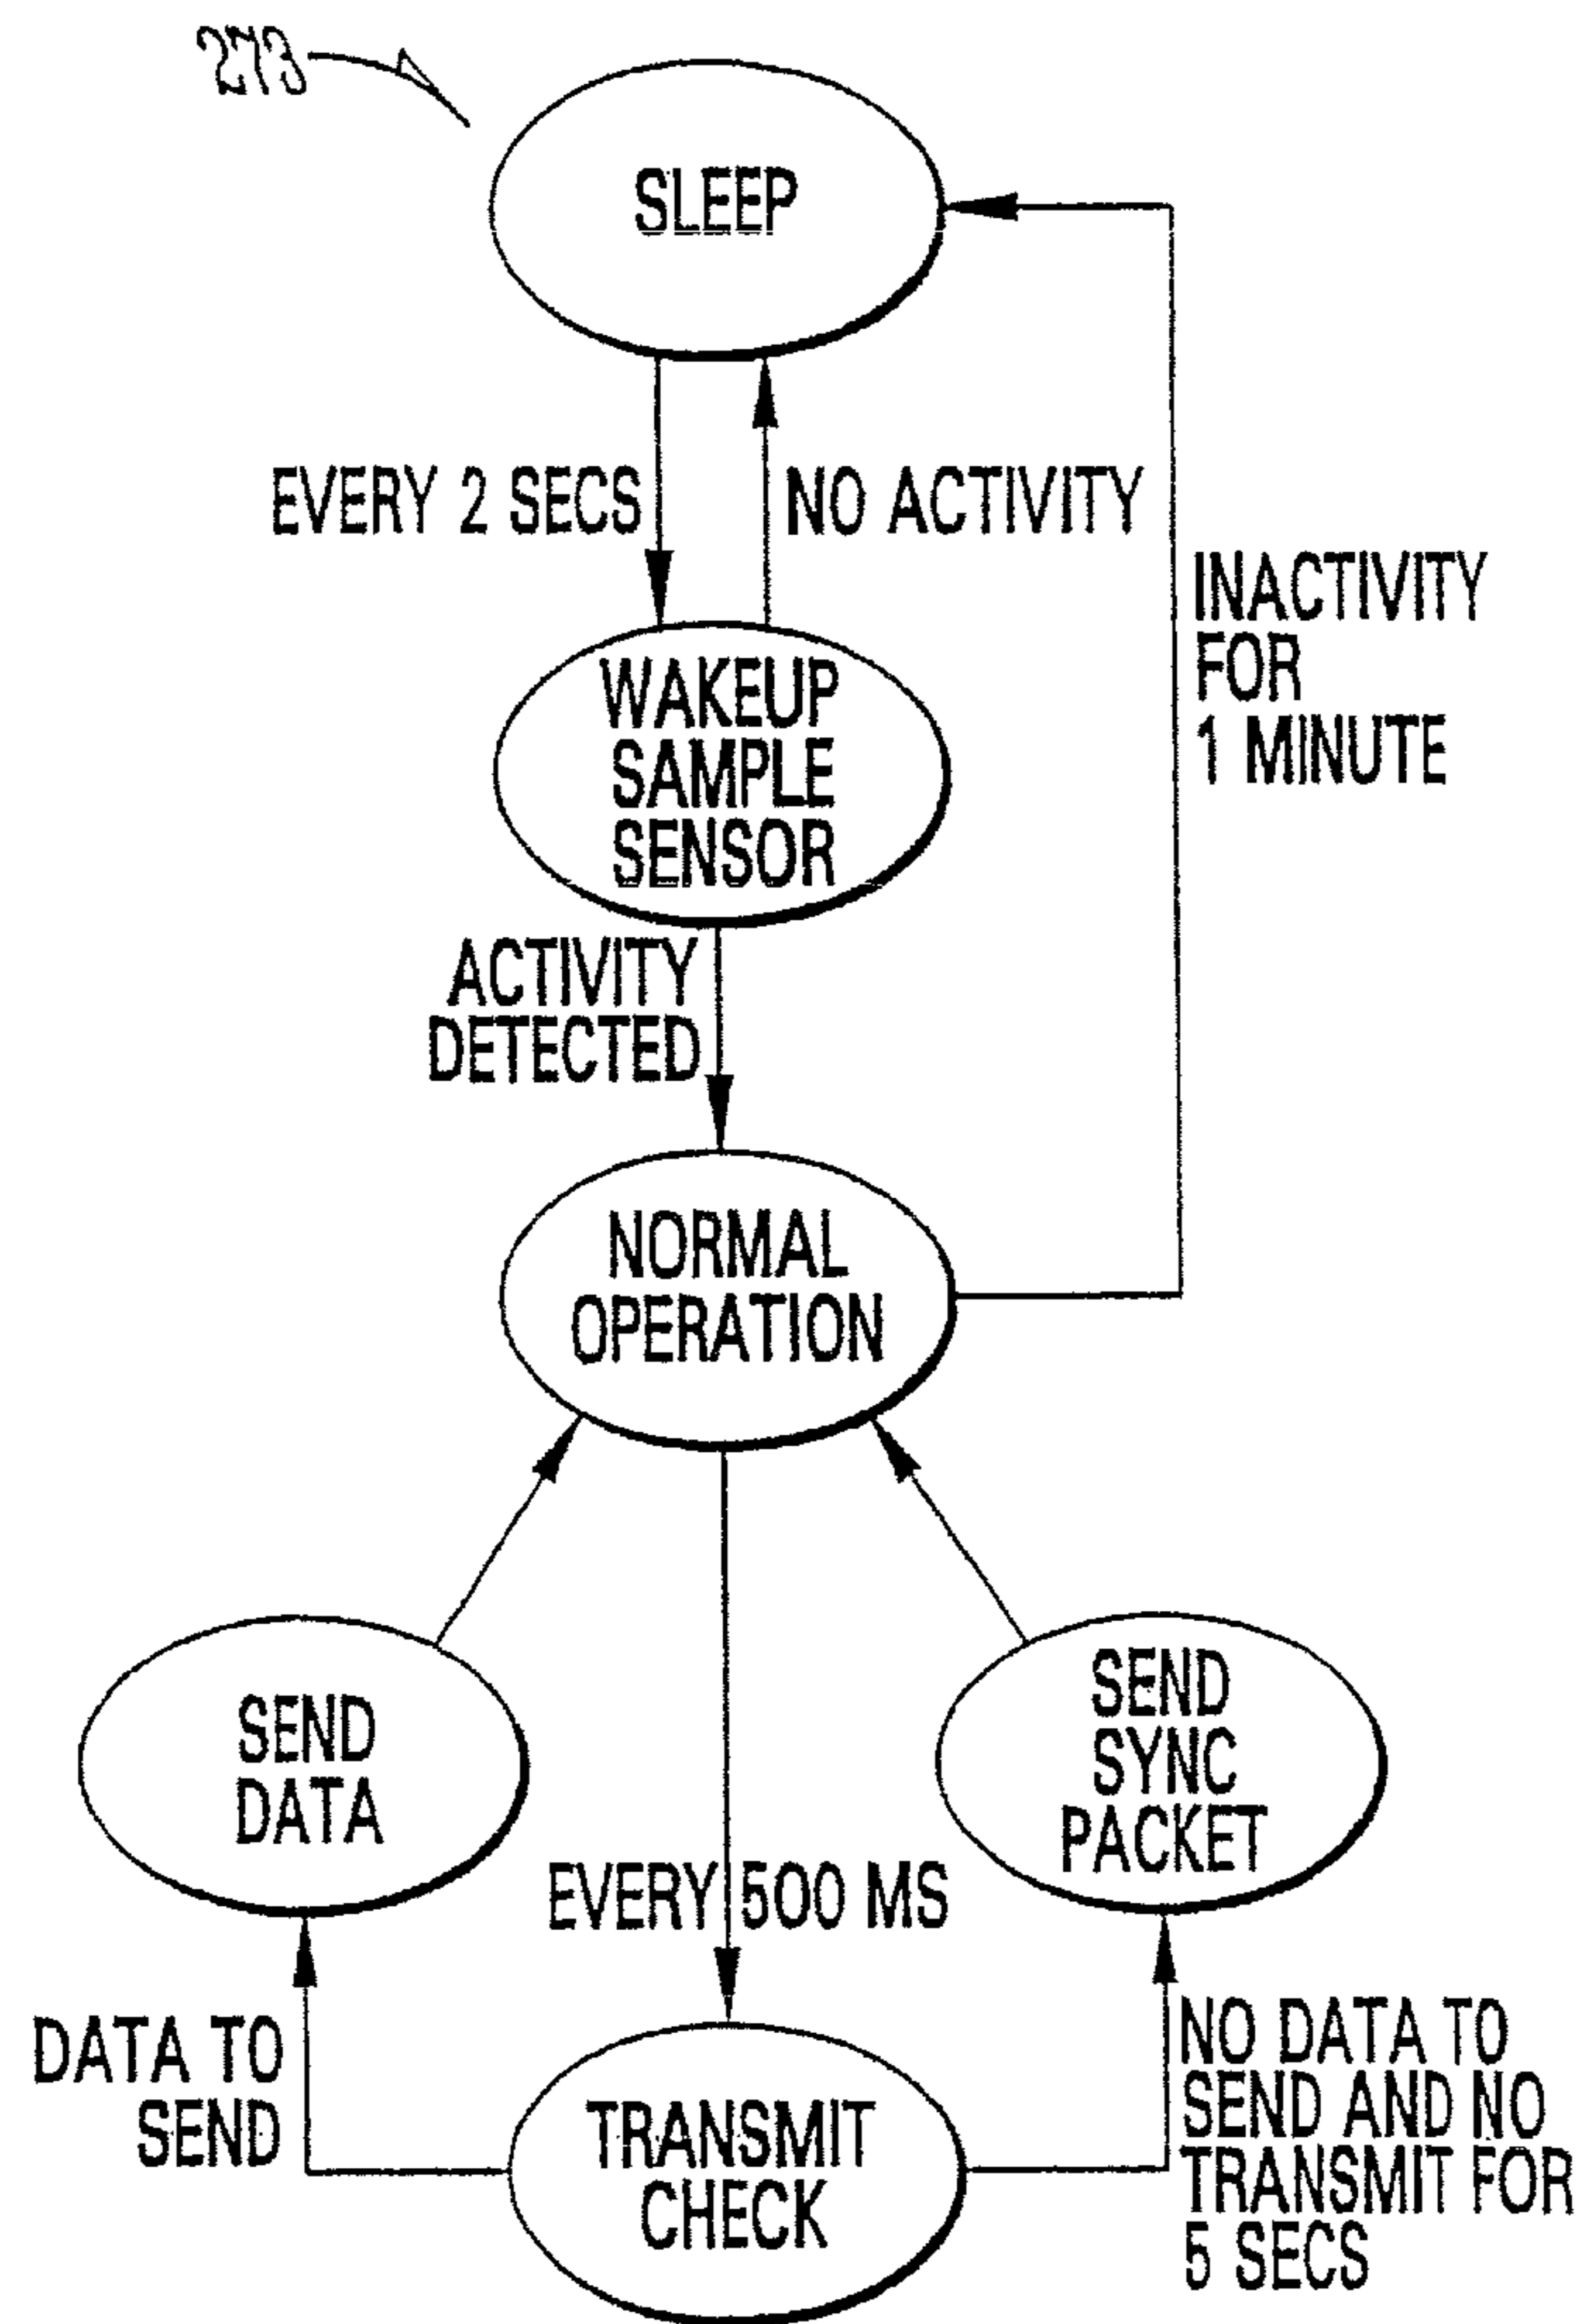 273
SLEEP
EVERY 2 SECS
NO ACTIVITY
INACTIVITY
FOR
1 MINUTE
WAKEUP
SAMPLE
SENSOR
ACTIVITY
DETECTED
NORMAL
OPERATION
SEND
DATA
SEND
SYNC
PACKET
EVERY 500 MS
DATA TO
SEND
NO DATA TO
SEND AND NO
TRANSMIT FOR
5 SECS
TRANSMIT
CHECK